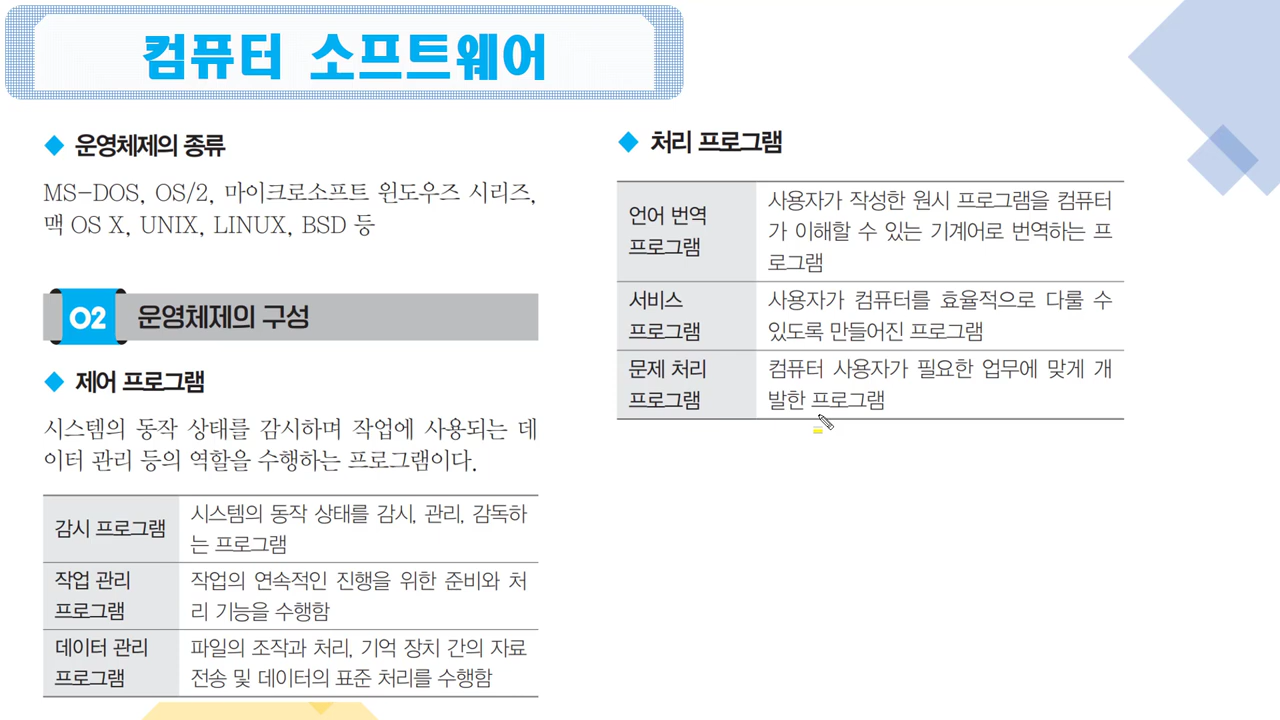 컴퓨터 소프트웨어
◆ 운영체제의 종류
MS-DOS, OS/2, 마이크로소프트 윈도우즈 시리즈,
맥 OS X, UNIX, LINUX, BSD 등
02 운영체제의 구성
◆ 제어 프로그램
시스템의 동작 상태를 감시하며 작업에 사용되는 데
이터 관리 등의 역할을 수행하는 프로그램이다.
감시 프로그램
시스템의 동작 상태를 감시, 관리, 감독하
는 프로그램
작업 관리
프로그램
작업의 연속적인 진행을 위한 준비와 처
리 기능을 수행함
데이터 관리
프로그램
파일의 조작과 처리, 기억 장치 간의 자료
전송 및 데이터의 표준 처리를 수행함
◆ 처리 프로그램
언어 번역
프로그램
사용자가 작성한 원시 프로그램을 컴퓨터
가 이해할 수 있는 기계어로 번역하는 프
로그램
서비스
프로그램
사용자가 컴퓨터를 효율적으로 다룰 수
있도록 만들어진 프로그램
문제 처리
프로그램
컴퓨터 사용자가 필요한 업무에 맞게 개
발한 프로그램